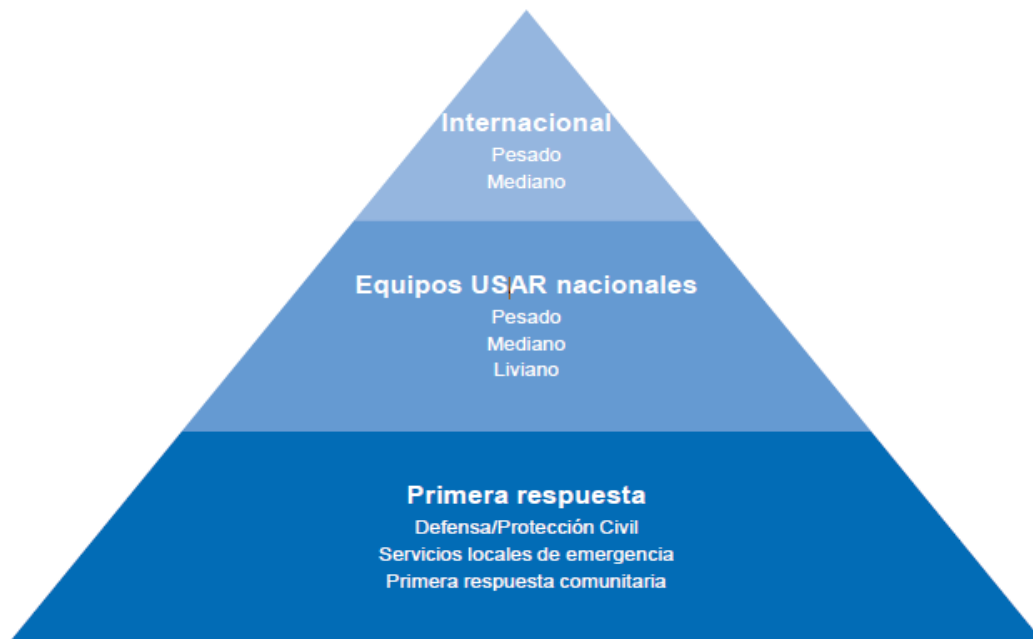 Internacional
Pesado
Mediano
Equipos USAR nacionales
Pesado
Mediano
Liviano
Primera respuesta
Defensa/Protección Civil
Servicios locales de emergencia
Primera respuesta comunitaria